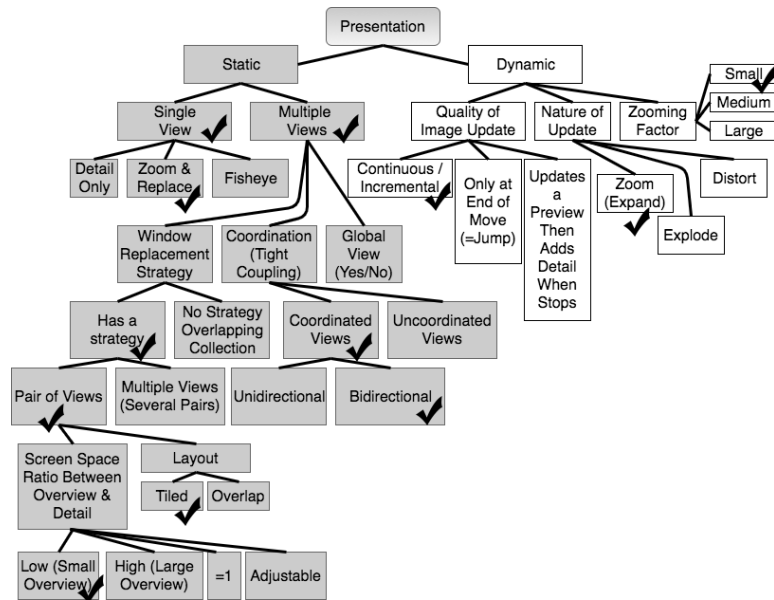 Presentation
Static
Dynamic
Single
View
Multiple
Views
Quality of
Image Update
Nature of
Update
Zooming
Factor
Small
Medium
Large
Detail
Only
Zoom &
Replace
Fisheye
Continuous /
Incremental
Only at
End of
Move
(=Jump)
Updates
a
Preview
Then
Adds
Detail
When
Stops
Zoom
(Expand)
Explode
Distort
Window
Replacement
Strategy
Coordination
(Tight
Coupling)
Global
View
(Yes/No)
Has a
strategy
No Strategy
Overlapping
Collection
Coordinated
Views
Uncoordinated
Views
Pair of Views
Multiple Views
(Several Pairs)
Unidirectional
Bidirectional
Screen Space
Ratio Between
Overview &
Detail
Layout
Tiled
Overlap
Low (Small
Overview)
High (Large
Overview)
=1
Adjustable